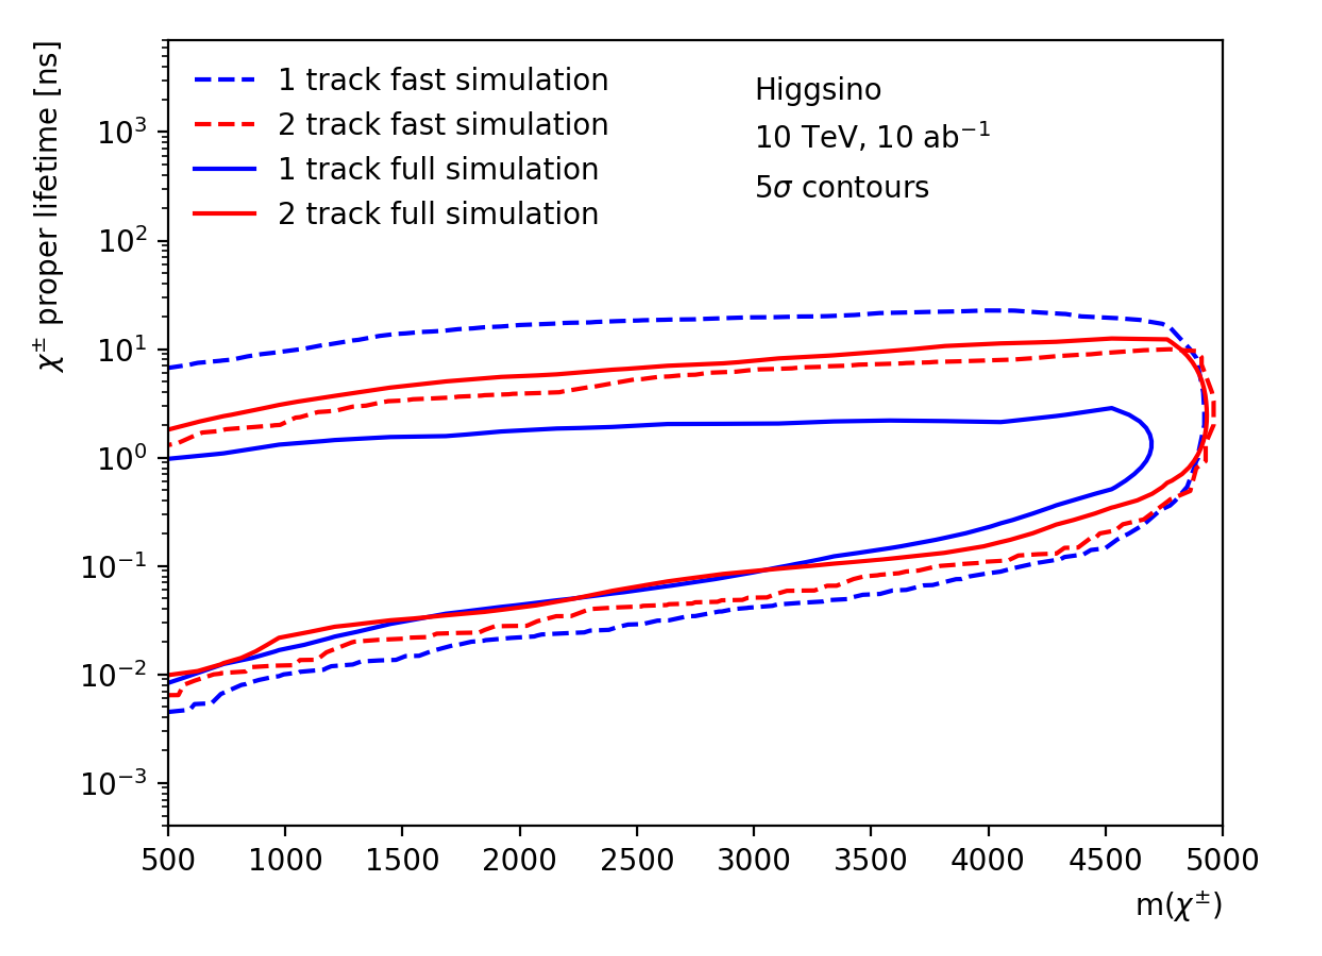 χ± proper lifetime [ns]
1 track fast simulation
2 track fast simulation
1 track full simulation
2 track full simulation
Higgsino
10 TeV, 10 ab⁻¹
5σ contours
10³
10²
10¹
10⁰
10⁻¹
10⁻²
10⁻³
500 1000 1500 2000 2500 3000 3500 4000 4500 5000
m(χ±)